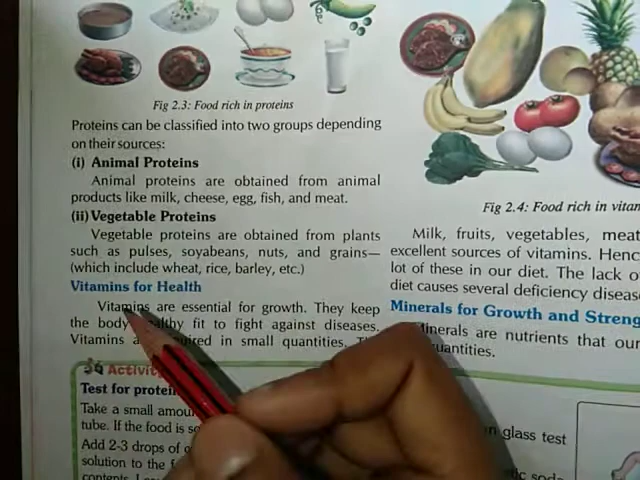 Fig 2.3: Food rich in proteins
Proteins can be classified into two groups depending
on their sources:
(i) Animal Proteins
Animal proteins are obtained from animal
products like milk, cheese, egg, fish, and meat.
(ii) Vegetable Proteins
Vegetable proteins are obtained from plants
such as pulses, soyabeans, nuts, and grains—
(which include wheat, rice, barley, etc.)
Vitamins for Health
Vitamins are essential for growth. They keep
the body healthy fit to fight against diseases.
Vitamins in small quantities.
Activity
Test for protein
Take a small amou
tube. If the food is so
Add 2-3 drops of
solution to the f
contents.
Fig 2.4: Food rich in vitam
Milk, fruits, vegetables, meat
excellent sources of vitamins. Henc
lot of these in our diet. The lack o
diet causes several deficiency disease
Minerals for Growth and Streng
Minerals are nutrients that our
quantities.
n glass test